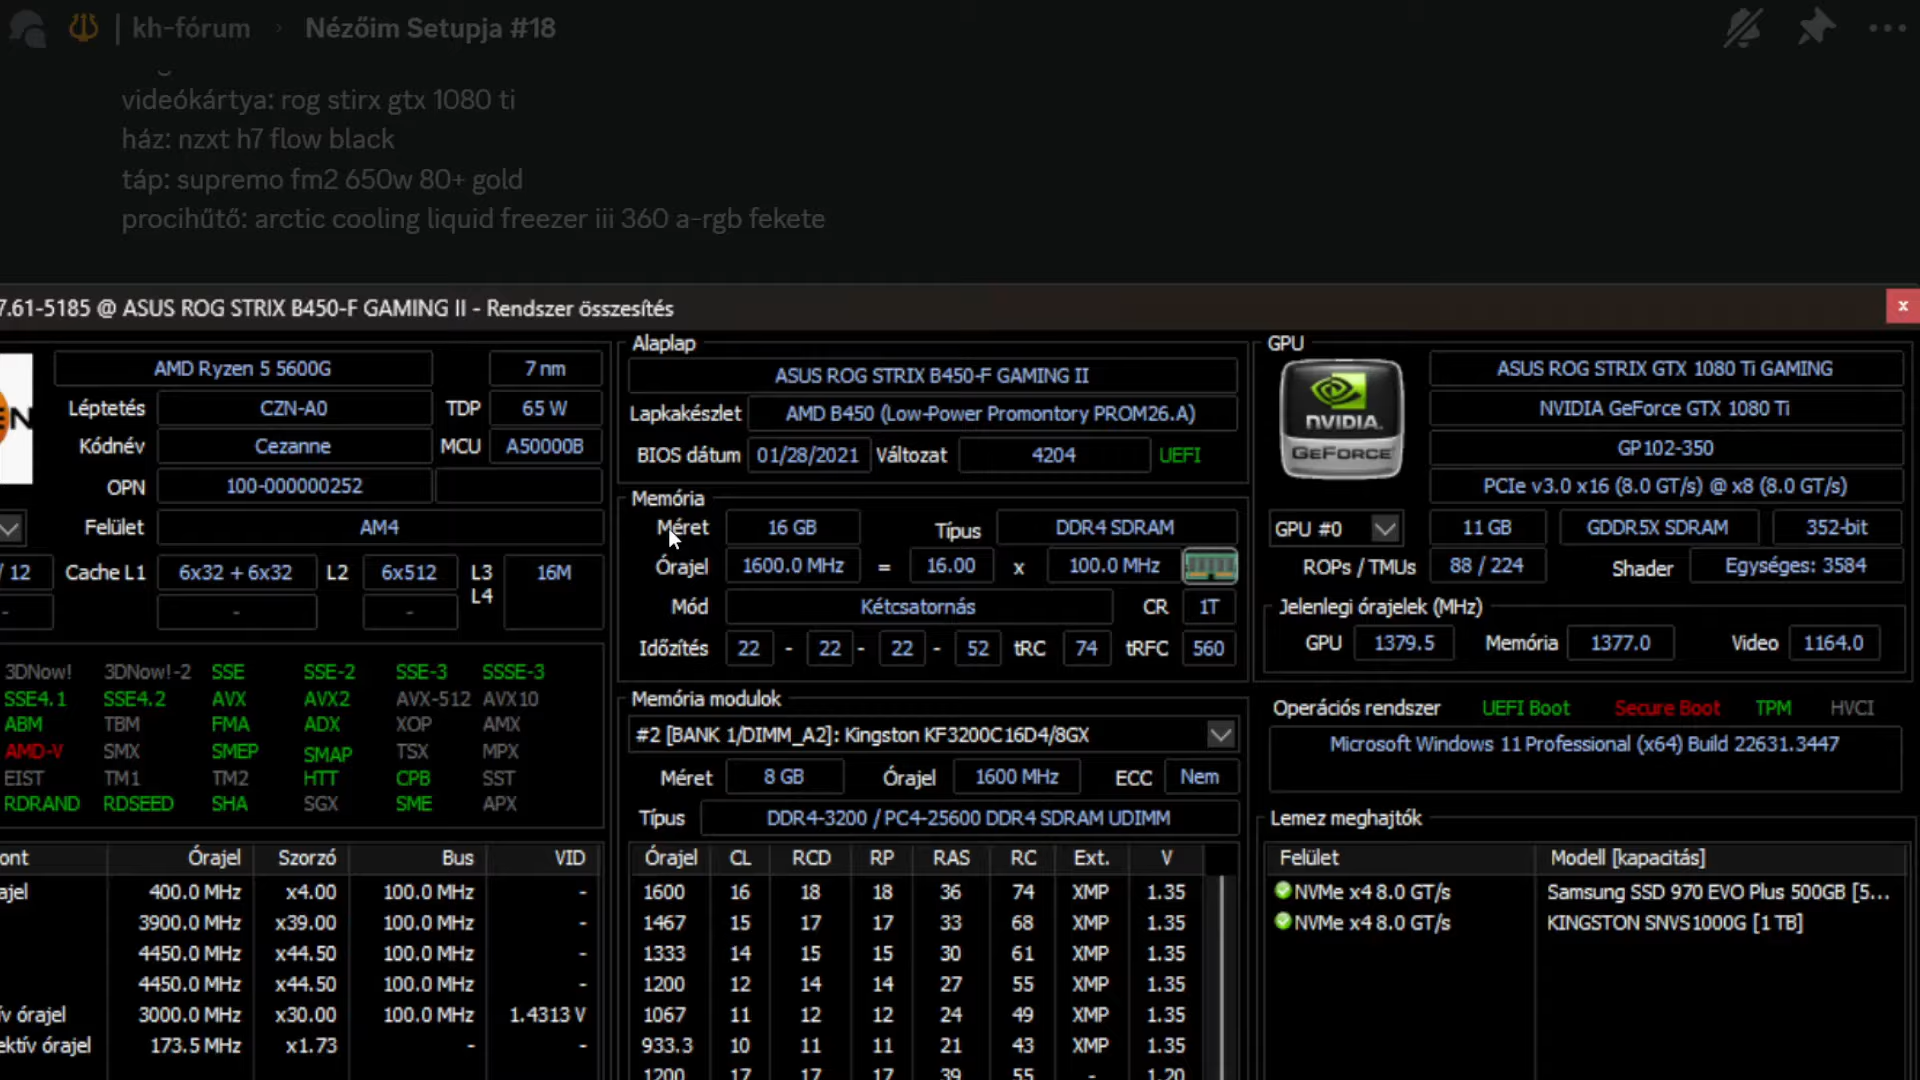 | kh-fórum › Nézőim Setupja #18
videókártya: rog stirx gtx 1080 ti
ház: nzxt h7 flow black
táp: supremo fm2 650w 80+ gold
procihűtő: arctic cooling liquid freezer iii 360 a-rgb fekete
7.61-5185 @ ASUS ROG STRIX B450-F GAMING II - Rendszer összesítés
AMD Ryzen 5 5600G 7 nm
Léptetés CZN-A0 TDP 65 W
Kódnév Cezanne MCU A50000B
OPN 100-000000252
Felület AM4
/ 12 Cache L1 6x32 + 6x32 L2 6x512 L3 16M
- - - L4
3DNow! 3DNow!-2 SSE SSE-2 SSE-3 SSSE-3
SSE4.1 SSE4.2 AVX AVX2 AVX-512 AVX10
ABM TBM FMA ADX XOP AMX
AMD-V SMX SMEP SMAP TSX MPX
EIST TM1 TM2 HTT CPB SST
RDRAND RDSEED SHA SGX SME APX
ont Órajel Szorzó Bus VID
ajel 400.0 MHz x4.00 100.0 MHz -
3900.0 MHz x39.00 100.0 MHz -
4450.0 MHz x44.50 100.0 MHz -
4450.0 MHz x44.50 100.0 MHz -
ív órajel 3000.0 MHz x30.00 100.0 MHz 1.4313 V
ektív órajel 173.5 MHz x1.73 - -
Alaplap
ASUS ROG STRIX B450-F GAMING II
Lapkakészlet AMD B450 (Low-Power Promontory PROM26.A)
BIOS dátum 01/28/2021 Változat 4204 UEFI
Memória
Méret 16 GB Típus DDR4 SDRAM
Órajel 1600.0 MHz = 16.00 x 100.0 MHz
Mód Kétcsatornás CR 1T
Időzítés 22 - 22 - 22 - 52 tRC 74 tRFC 560
Memória modulok
#2 [BANK 1/DIMM_A2]: Kingston KF3200C16D4/8GX
Méret 8 GB Órajel 1600 MHz ECC Nem
Típus DDR4-3200 / PC4-25600 DDR4 SDRAM UDIMM
Órajel CL RCD RP RAS RC Ext. V
1600 16 18 18 36 74 XMP 1.35
1467 15 17 17 33 68 XMP 1.35
1333 14 15 15 30 61 XMP 1.35
1200 12 14 14 27 55 XMP 1.35
1067 11 12 12 24 49 XMP 1.35
933.3 10 11 11 21 43 XMP 1.35
1200 17 17 17 39 55 - 1.20
GPU
NVIDIA.
GEFORCE
ASUS ROG STRIX GTX 1080 Ti GAMING
NVIDIA GeForce GTX 1080 Ti
GP102-350
PCIe v3.0 x16 (8.0 GT/s) @ x8 (8.0 GT/s)
GPU #0 11 GB GDDR5X SDRAM 352-bit
ROPs / TMUs 88 / 224 Shader Egységes: 3584
Jelenlegi órajelek (MHz)
GPU 1379.5 Memória 1377.0 Video 1164.0
Operációs rendszer UEFI Boot Secure Boot TPM HVCI
Microsoft Windows 11 Professional (x64) Build 22631.3447
Lemez meghajtók
Felület Modell [kapacitás]
NVMe x4 8.0 GT/s Samsung SSD 970 EVO Plus 500GB [5...
NVMe x4 8.0 GT/s KINGSTON SNVS1000G [1 TB]